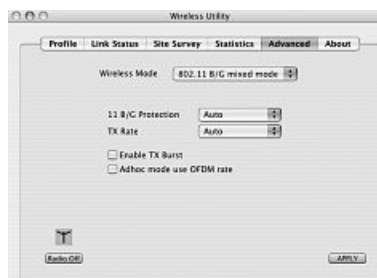 Wireless Utility
Profile Link Status Site Survey Statistics Advanced About
Wireless Mode 802.11 B/G mixed mode
11 B/G Protection Auto
TX Rate Auto
Enable TX Burst
Adhoc mode use OFDM rate
Radio Off
APPLY